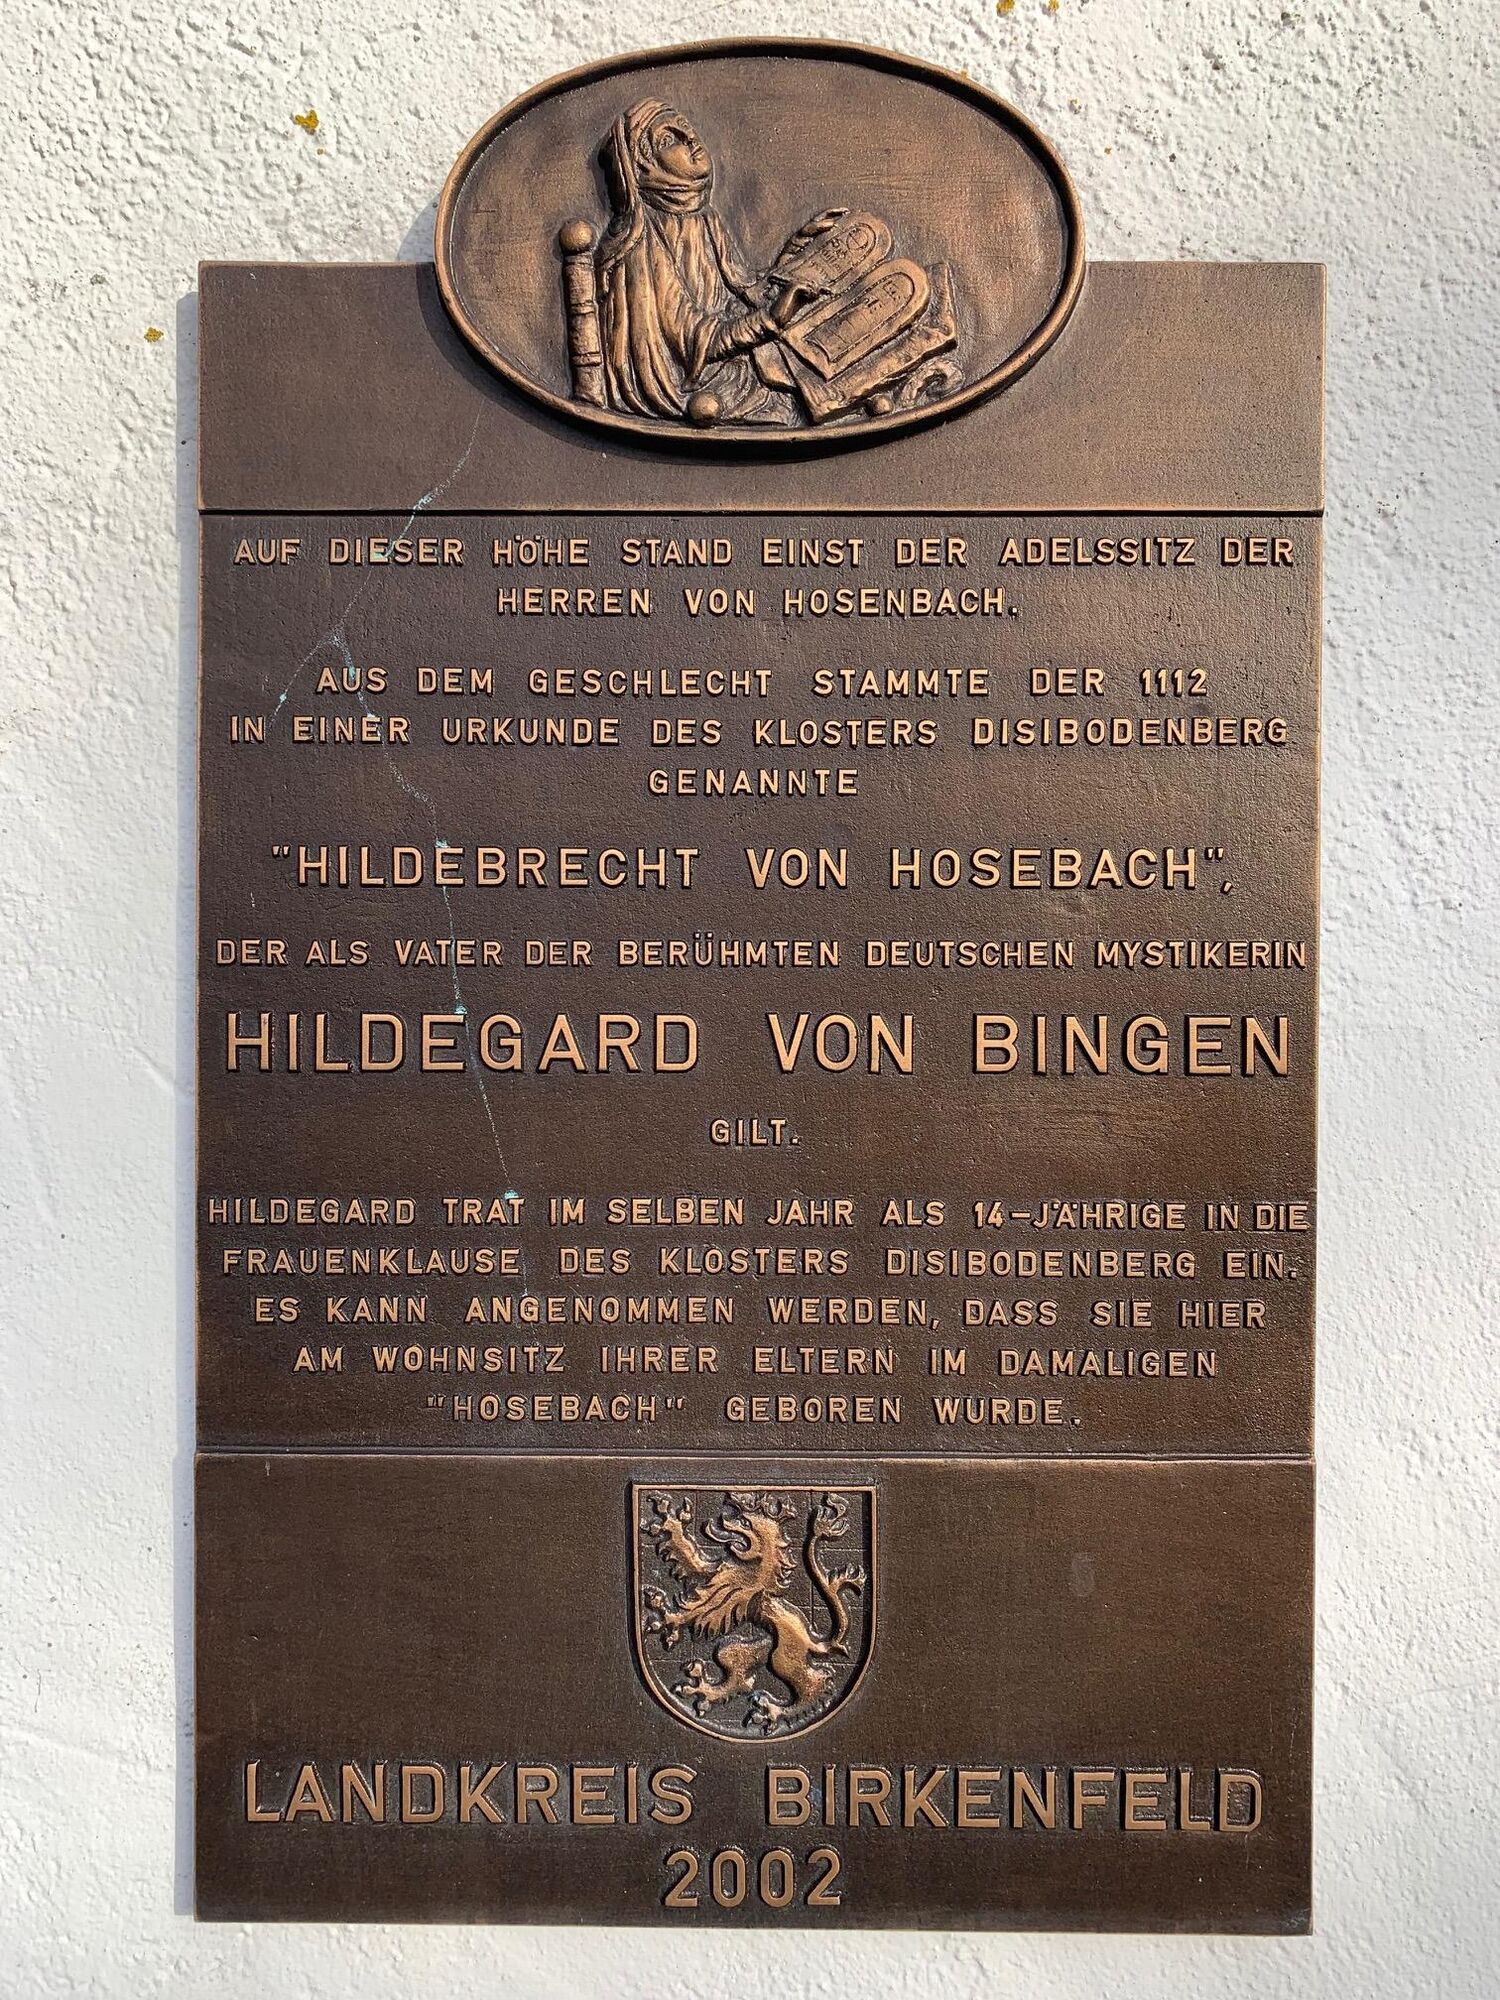 AUF DIESER HÖHE STAND EINST DER ADELSSITZ DER
HERREN VON HOSENBACH.
AUS DEM GESCHLECHT STAMMTE DER 1112
IN EINER URKUNDE DES KLOSTERS DISIBODENBERG
GENANNTE
"HILDEBRECHT VON HOSEBACH",
DER ALS VATER DER BERÜHMTEN DEUTSCHEN MYSTIKERIN
HILDEGARD VON BINGEN
GILT.
HILDEGARD TRAT IM SELBEN JAHR ALS 14-JÄHRIGE IN DIE
FRAUENKLAUSE DES KLOSTERS DISIBODENBERG EIN.
ES KANN ANGENOMMEN WERDEN, DASS SIE HIER
AM WOHNSITZ IHRER ELTERN IM DAMALIGEN
"HOSEBACH" GEBOREN WURDE.
LANDKREIS BIRKENFELD
2002